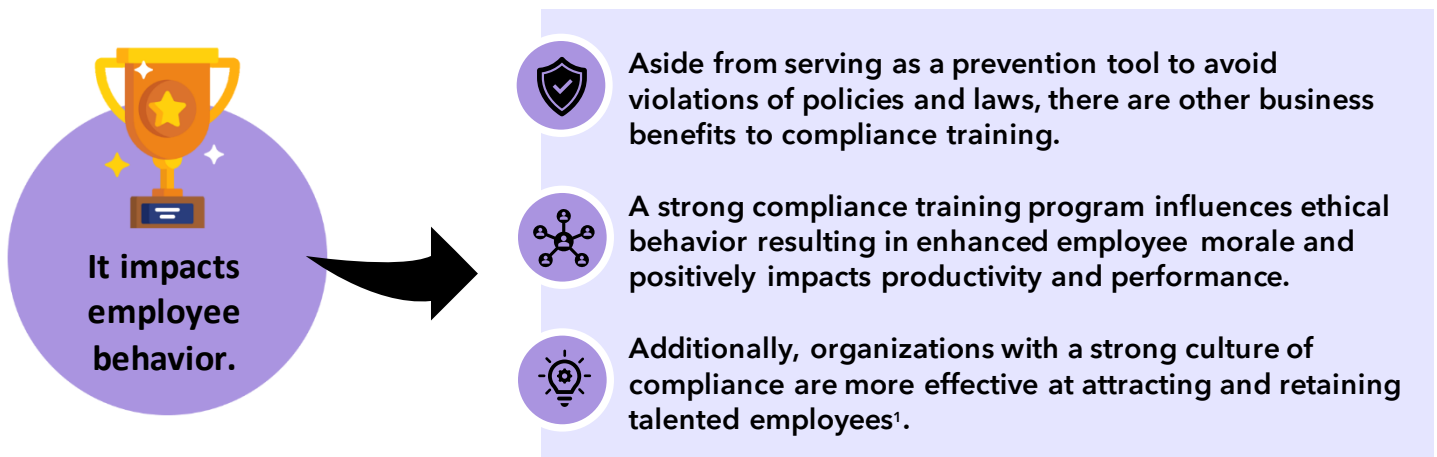 It impacts
employee
behavior.
Aside from serving as a prevention tool to avoid
violations of policies and laws, there are other business
benefits to compliance training.
A strong compliance training program influences ethical
behavior resulting in enhanced employee morale and
positively impacts productivity and performance.
Additionally, organizations with a strong culture of
compliance are more effective at attracting and retaining
talented employees¹.